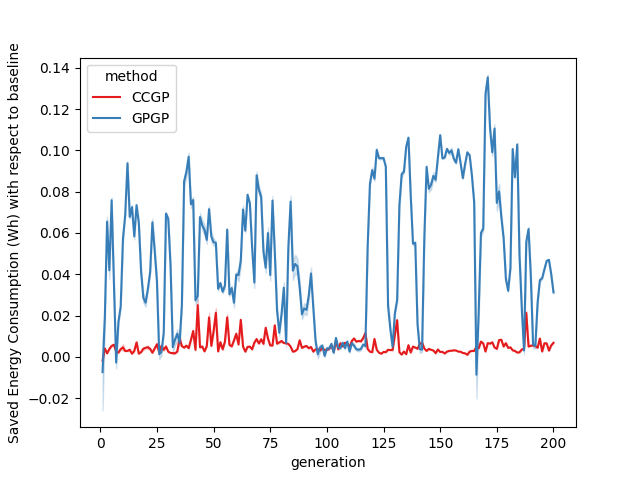 Saved Energy Consumption (Wh) with respect to baseline
0.14
0.12
0.10
0.08
0.06
0.04
0.02
0.00
−0.02
method
CCGP
GPGP
0 25 50 75 100 125 150 175 200
generation